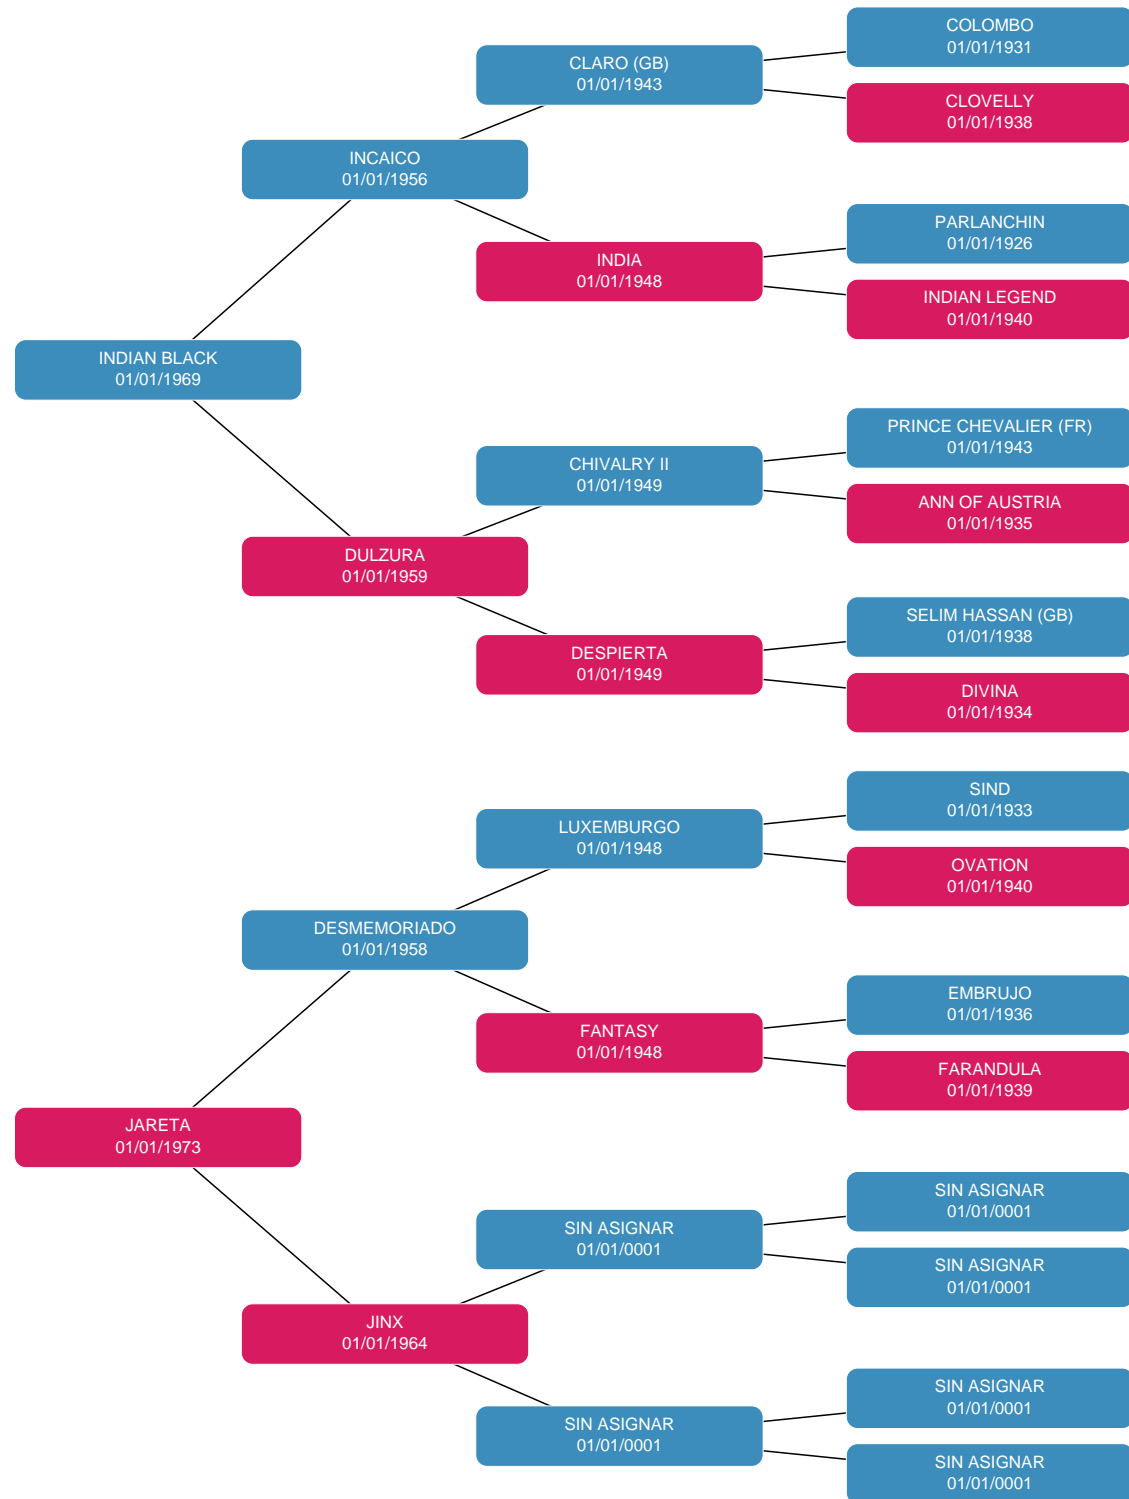 COLOMBO
01/01/1931
CLARO (GB)
01/01/1943
CLOVELLY
01/01/1938
INCAICO
01/01/1956
PARLANCHIN
01/01/1926
INDIA
01/01/1948
INDIAN LEGEND
01/01/1940
INDIAN BLACK
01/01/1969
PRINCE CHEVALIER (FR)
01/01/1943
CHIVALRY II
01/01/1949
ANN OF AUSTRIA
01/01/1935
DULZURA
01/01/1959
SELIM HASSAN (GB)
01/01/1938
DESPIERTA
01/01/1949
DIVINA
01/01/1934
SIND
01/01/1933
LUXEMBURGO
01/01/1948
OVATION
01/01/1940
DESMEMORIADO
01/01/1958
EMBRUJO
01/01/1936
FANTASY
01/01/1948
FARANDULA
01/01/1939
JARETA
01/01/1973
SIN ASIGNAR
01/01/0001
SIN ASIGNAR
01/01/0001
SIN ASIGNAR
01/01/0001
JINX
01/01/1964
SIN ASIGNAR
01/01/0001
SIN ASIGNAR
01/01/0001
SIN ASIGNAR
01/01/0001